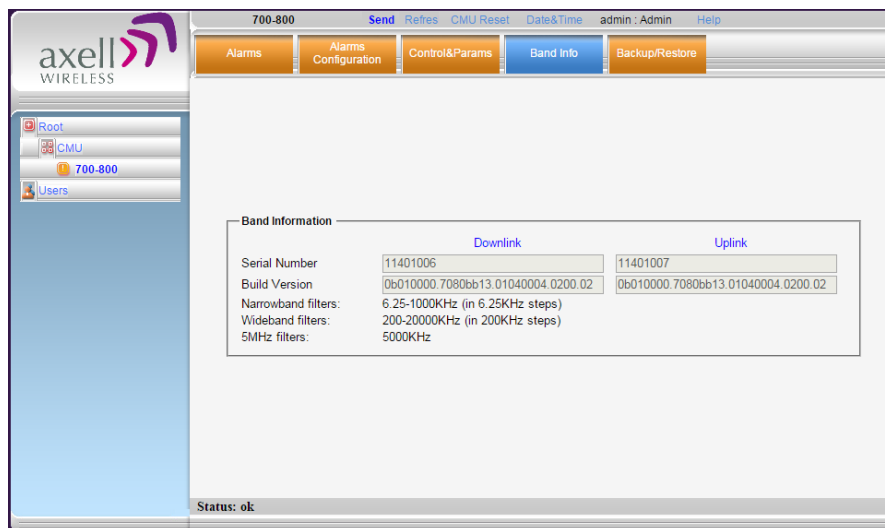 axell
WIRELESS
700-800 Send Refres CMU Reset Date&Time admin : Admin Help
Alarms
Alarms Configuration
Control&Params
Band Info
Backup/Restore
Root
CMU
700-800
Users
Band Information
Downlink Uplink
Serial Number 11401006 11401007
Build Version 0b010000.7080bb13.01040004.0200.02 0b010000.7080bb13.01040004.0200.02
Narrowband filters: 6.25-1000KHz (in 6.25KHz steps)
Wideband filters: 200-20000KHz (in 200KHz steps)
5MHz filters: 5000KHz
Status: ok